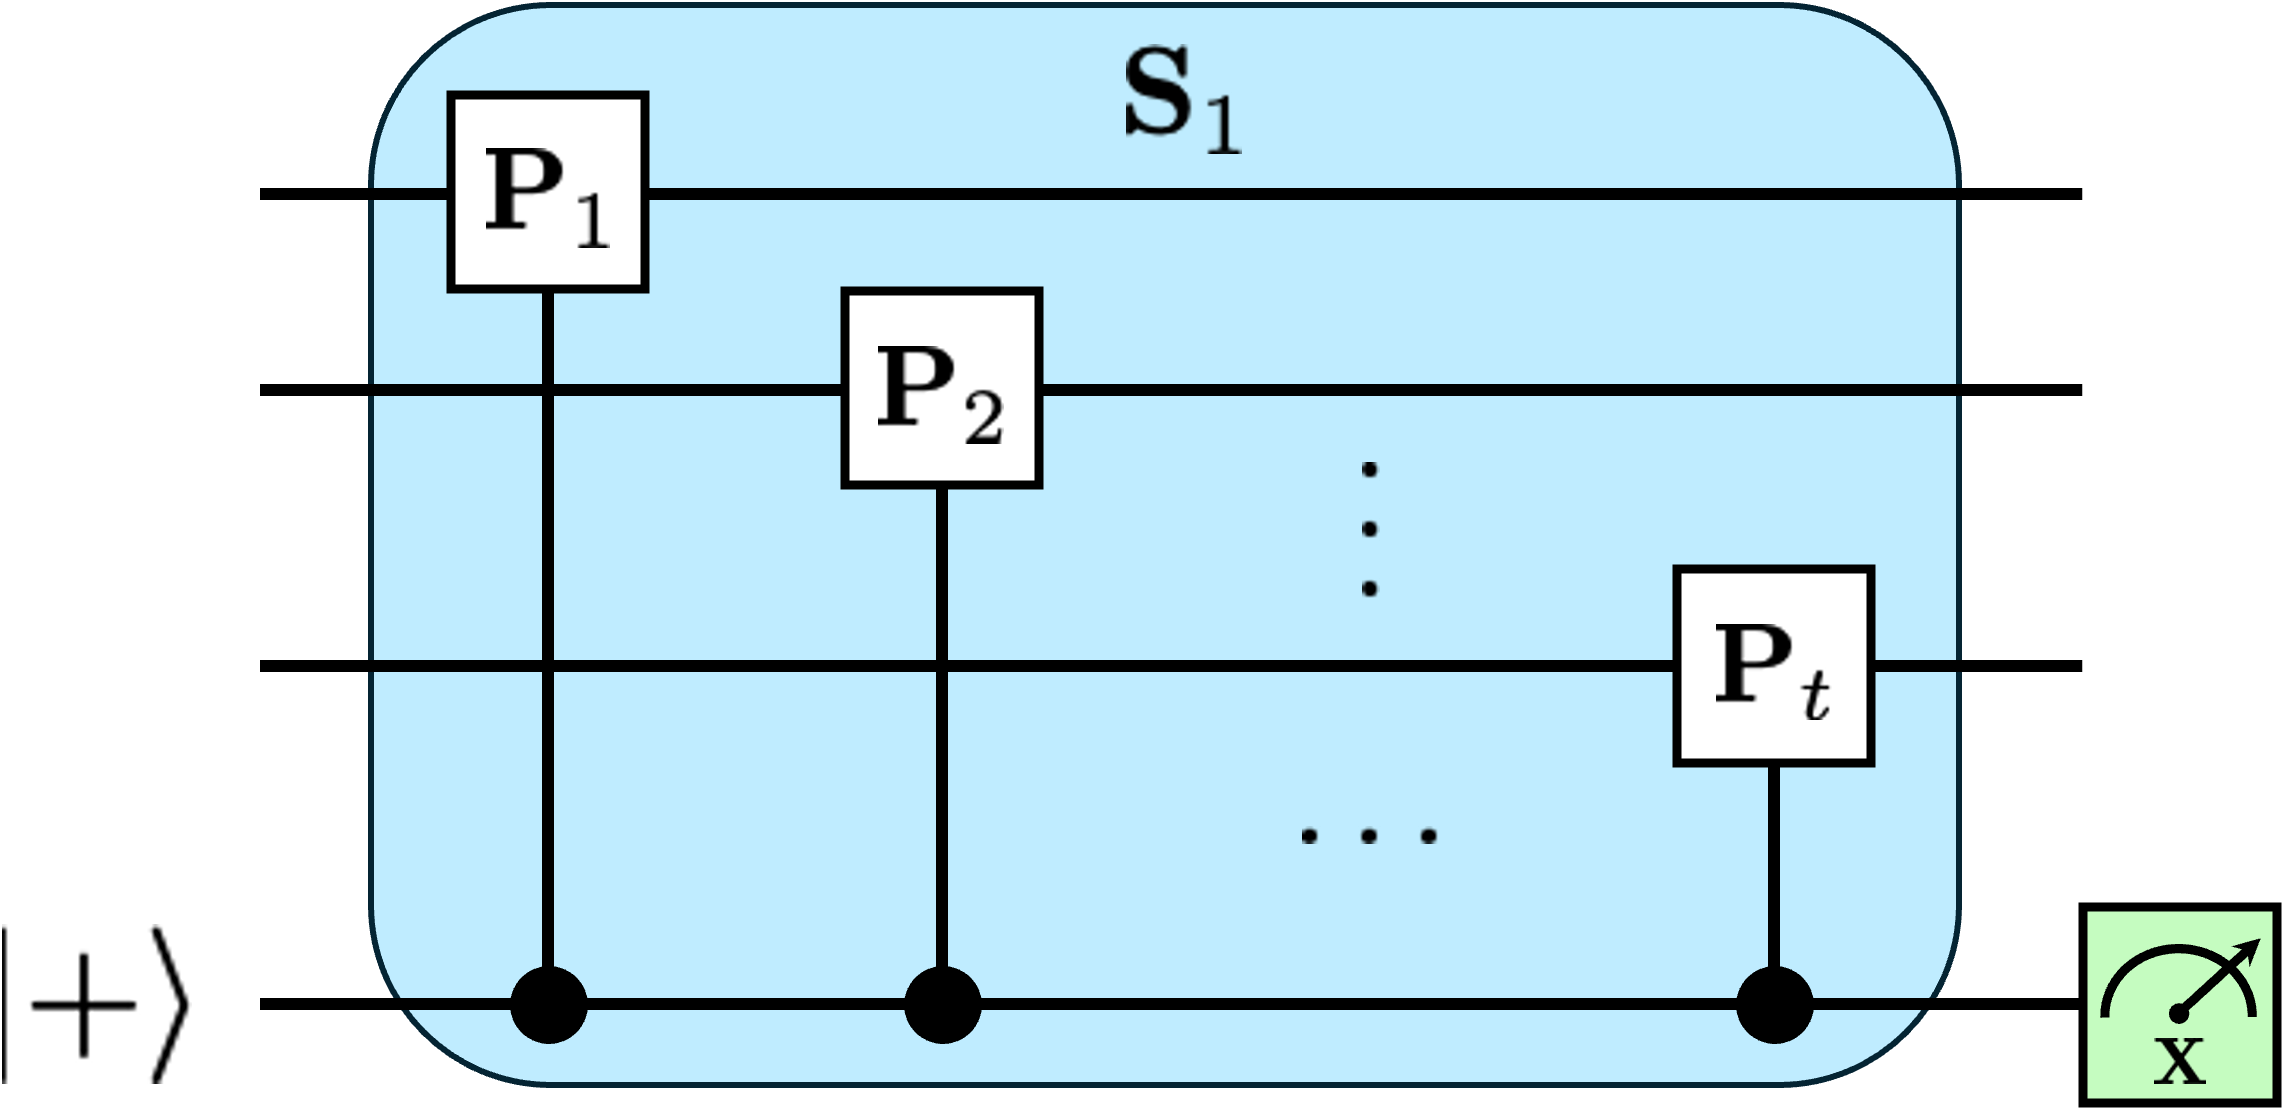 S₁
P₁
P₂
⋮
Pₜ
⋯
|+⟩
X